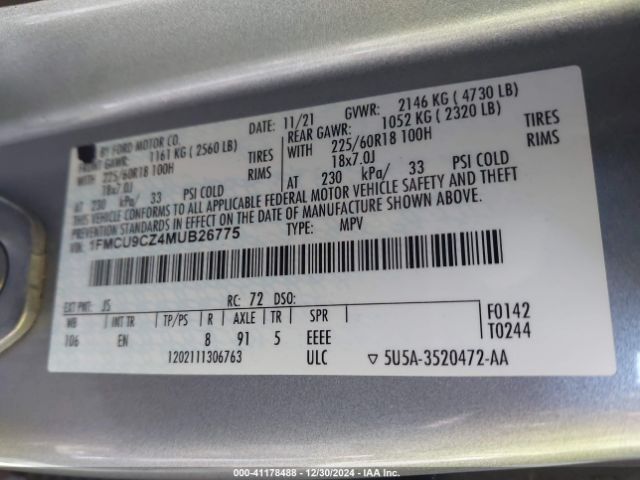 BY FORD MOTOR CO. DATE: 11/21 GVWR: 2146 KG ( 4730 LB)
FRONT GAWR: 1161 KG ( 2560 LB) REAR GAWR: 1052 KG ( 2320 LB)
WITH 225/60R18 100H TIRES WITH 225/60R18 100H TIRES
18x7.0J RIMS 18x7.0J RIMS
AT 230 kPa/ 33 PSI COLD AT 230 kPa/ 33 PSI COLD
THIS VEHICLE CONFORMS TO ALL APPLICABLE FEDERAL MOTOR VEHICLE SAFETY AND THEFT
PREVENTION STANDARDS IN EFFECT ON THE DATE OF MANUFACTURE SHOWN ABOVE.
VIN: 1FMCU9CZ4MUB26775 TYPE: MPV
EXT PNT: JS RC: 72 DSO:
WB INT TR TP/PS R AXLE TR SPR F0142
106 EN 8 91 5 EEEE T0244
1202111306763 ULC ▽ 5U5A-3520472-AA
000-41178488 - 12/30/2024 - IAA Inc.